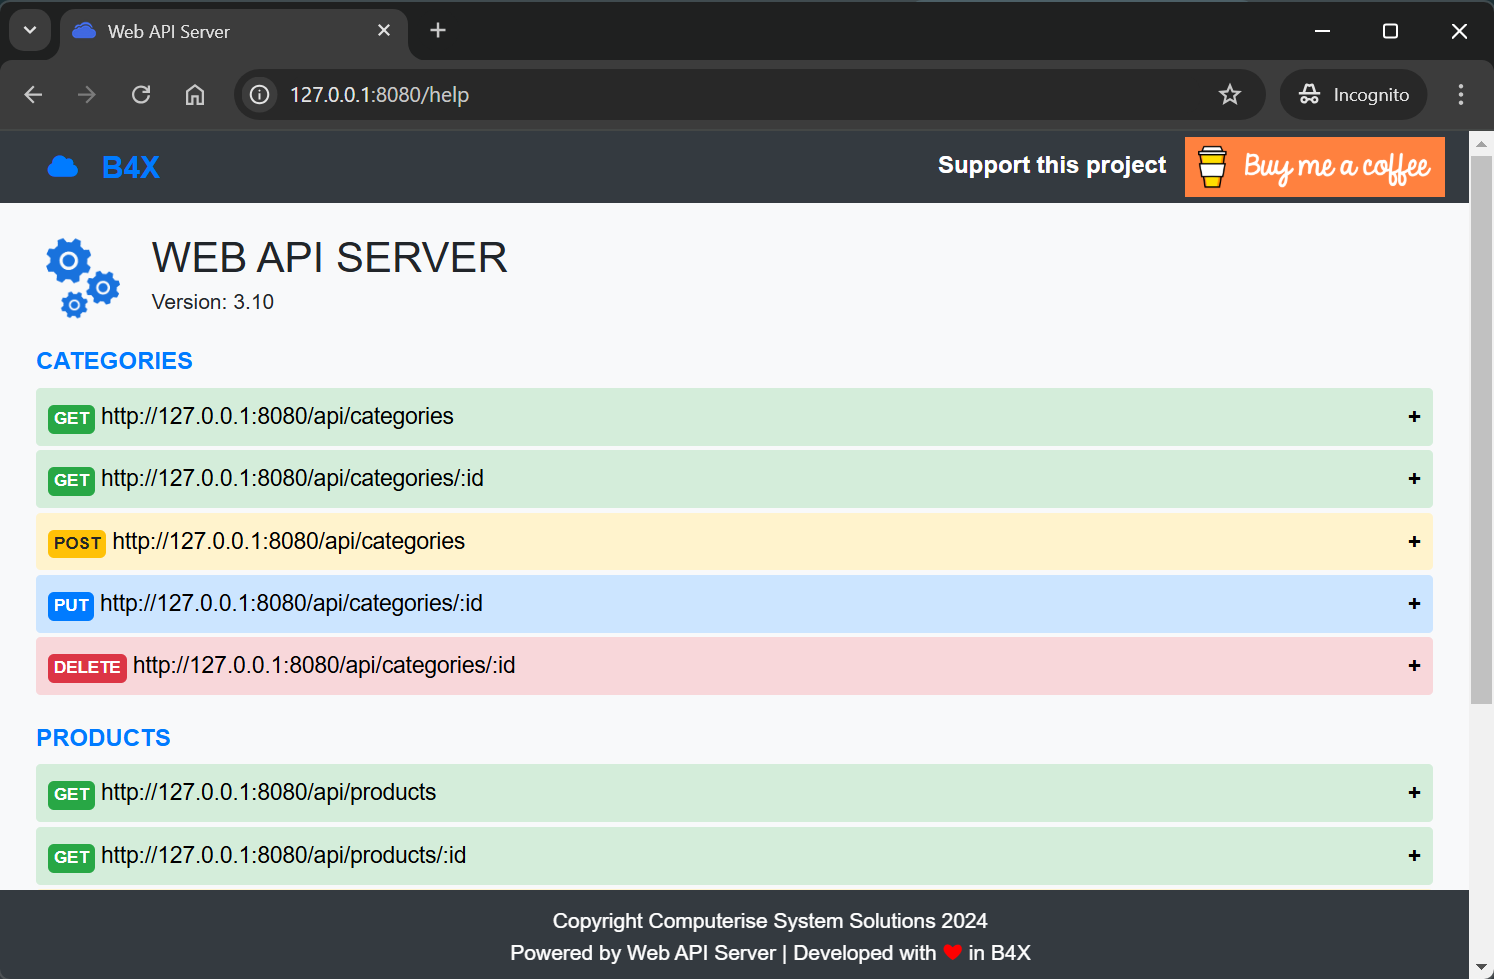 Web API Server
127.0.0.1:8080/help
Incognito
B4X
Support this project
Buy me a coffee
WEB API SERVER
Version: 3.10
CATEGORIES
GET http://127.0.0.1:8080/api/categories +
GET http://127.0.0.1:8080/api/categories/:id +
POST http://127.0.0.1:8080/api/categories +
PUT http://127.0.0.1:8080/api/categories/:id +
DELETE http://127.0.0.1:8080/api/categories/:id +
PRODUCTS
GET http://127.0.0.1:8080/api/products +
GET http://127.0.0.1:8080/api/products/:id +
Copyright Computerise System Solutions 2024
Powered by Web API Server | Developed with ❤ in B4X